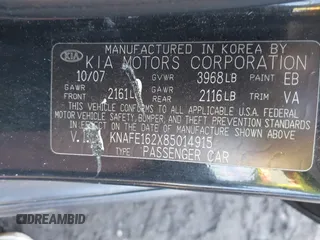 MANUFACTURED IN KOREA BY
KIA KIA MOTORS CORPORATION
10/07 GVWR 3968LB PAINT EB
GAWR FRONT 2161L GAWR REAR 2116LB TRIM VA
THIS VEHICLE CONFORMS TO ALL APPLICABLE
FEDERAL MOTOR VEHICLE SAFETY, BUMPER, AND THEFT
PREVENTION STANDARDS IN EFFECT ON THE DATE
OF MANUFACTURE SHOWN ABOVE.
KNAFE162X85014915
TYPE: PASSENGER CAR
DREAMBID